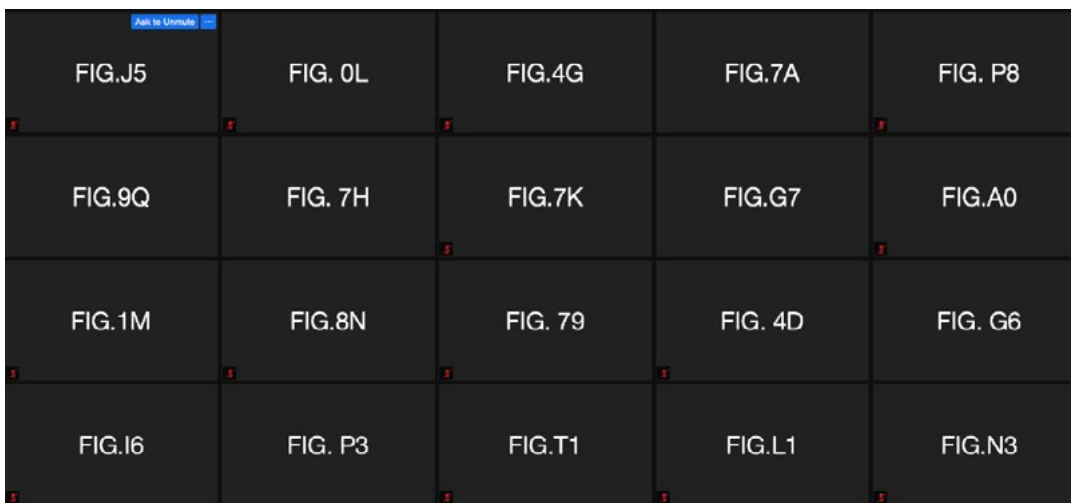 Ask to Unmute ...
FIG.J5 FIG. 0L FIG.4G FIG.7A FIG. P8
FIG.9Q FIG. 7H FIG.7K FIG.G7 FIG.A0
FIG.1M FIG.8N FIG. 79 FIG. 4D FIG. G6
FIG.I6 FIG. P3 FIG.T1 FIG.L1 FIG.N3